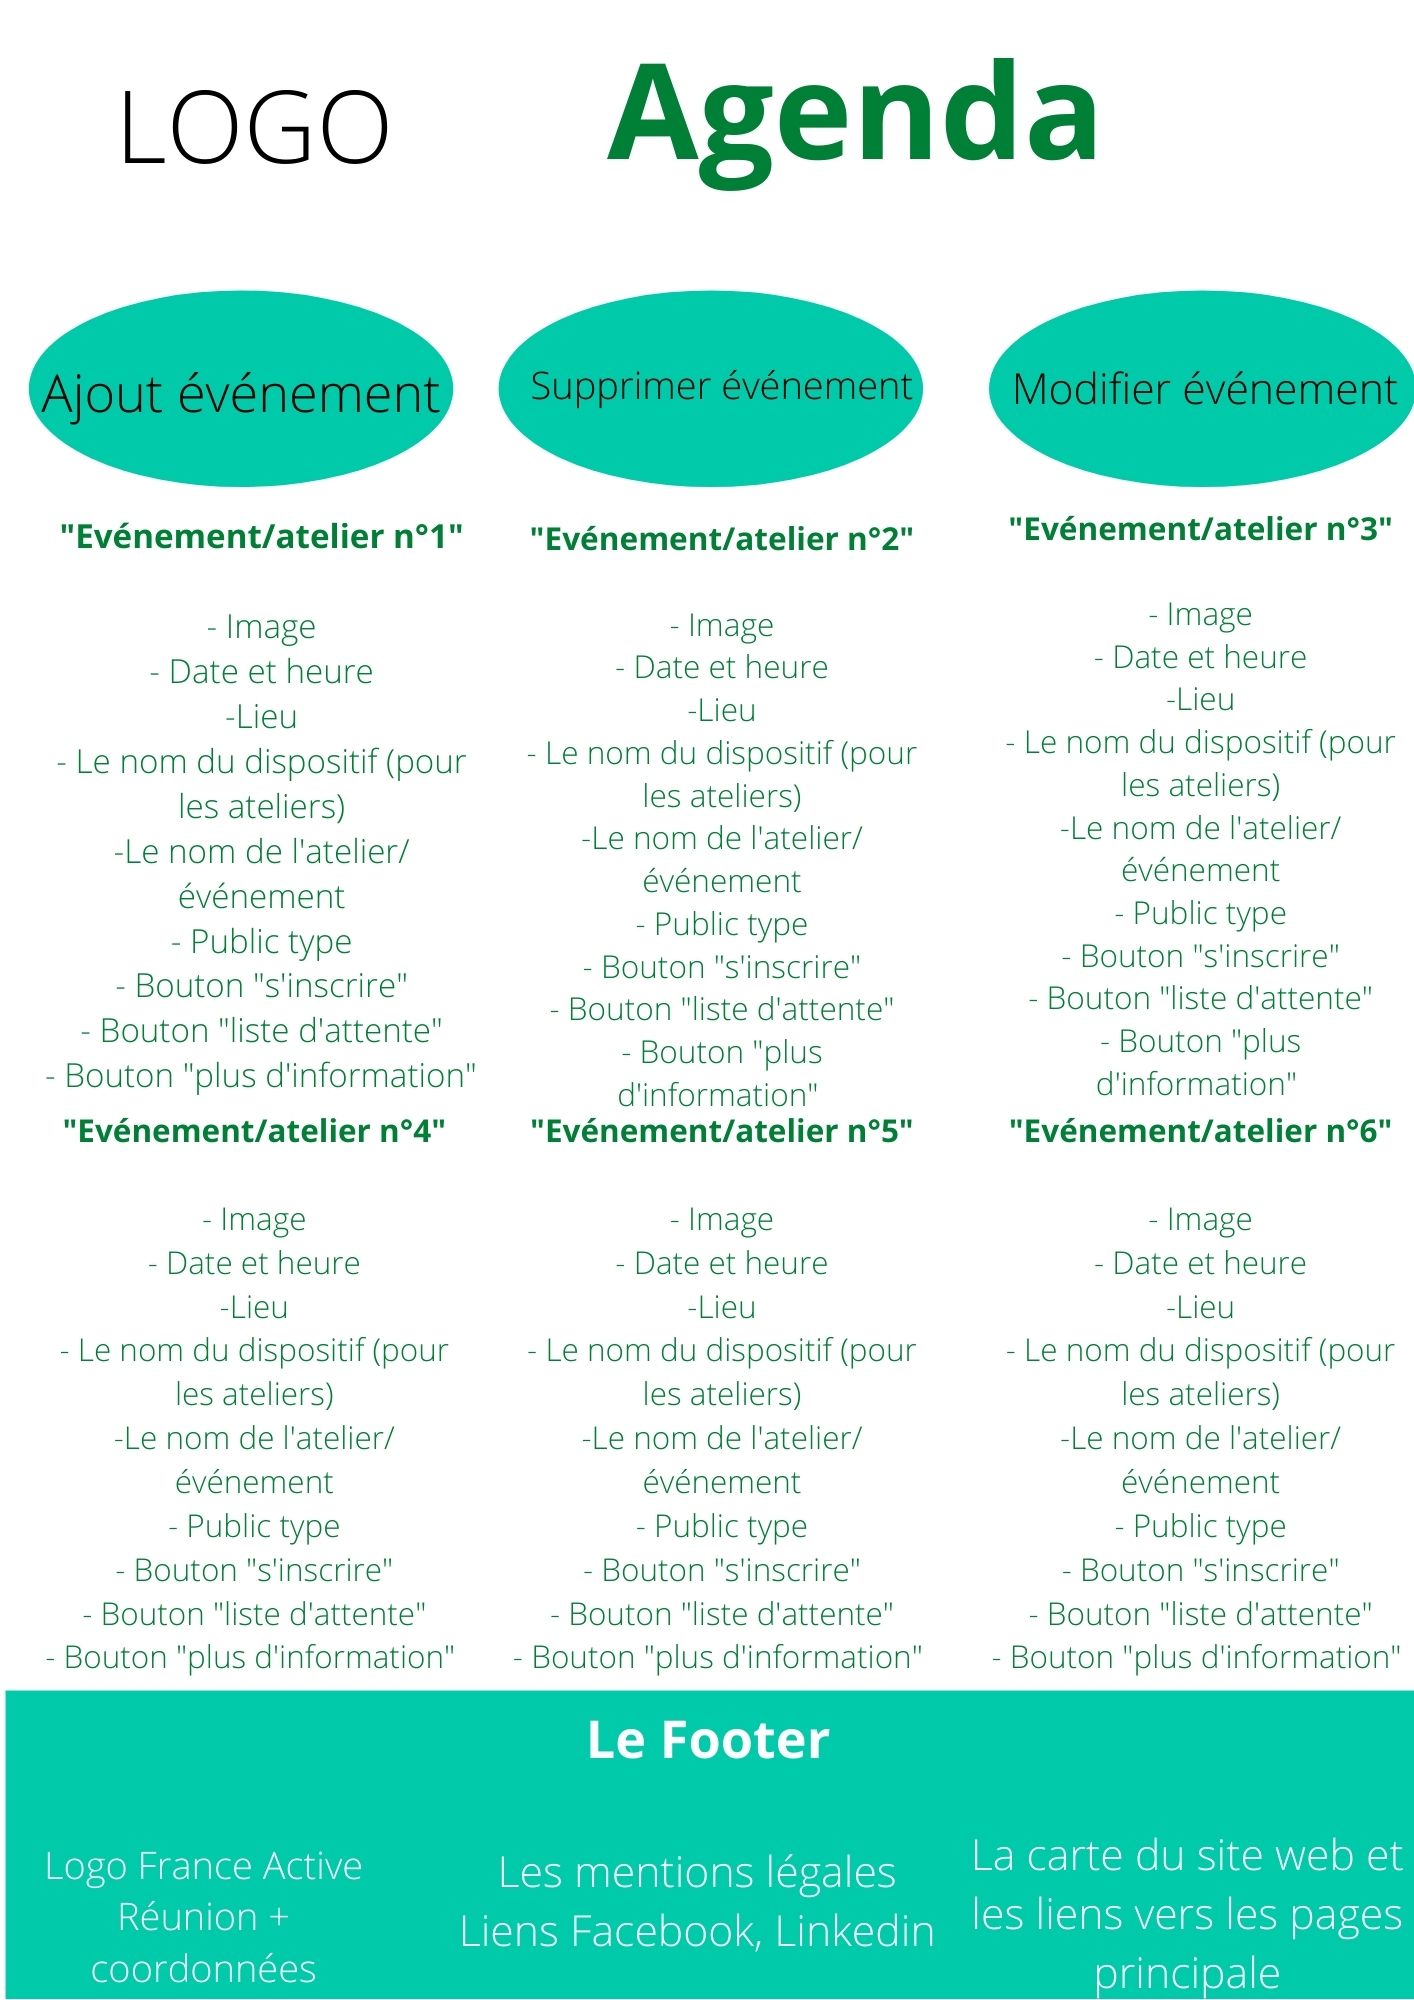 LOGO
Agenda
Ajout événement
Supprimer événement
Modifier événement
"Evénement/atelier n°1"
- Image
- Date et heure
-Lieu
- Le nom du dispositif (pour
les ateliers)
-Le nom de l'atelier/
événement
- Public type
- Bouton "s'inscrire"
- Bouton "liste d'attente"
- Bouton "plus d'information"
"Evénement/atelier n°2"
- Image
- Date et heure
-Lieu
- Le nom du dispositif (pour
les ateliers)
-Le nom de l'atelier/
événement
- Public type
- Bouton "s'inscrire"
- Bouton "liste d'attente"
- Bouton "plus
d'information"
"Evénement/atelier n°3"
- Image
- Date et heure
-Lieu
- Le nom du dispositif (pour
les ateliers)
-Le nom de l'atelier/
événement
- Public type
- Bouton "s'inscrire"
- Bouton "liste d'attente"
- Bouton "plus
d'information"
"Evénement/atelier n°4"
- Image
- Date et heure
-Lieu
- Le nom du dispositif (pour
les ateliers)
-Le nom de l'atelier/
événement
- Public type
- Bouton "s'inscrire"
- Bouton "liste d'attente"
- Bouton "plus d'information"
"Evénement/atelier n°5"
- Image
- Date et heure
-Lieu
- Le nom du dispositif (pour
les ateliers)
-Le nom de l'atelier/
événement
- Public type
- Bouton "s'inscrire"
- Bouton "liste d'attente"
- Bouton "plus d'information"
"Evénement/atelier n°6"
- Image
- Date et heure
-Lieu
- Le nom du dispositif (pour
les ateliers)
-Le nom de l'atelier/
événement
- Public type
- Bouton "s'inscrire"
- Bouton "liste d'attente"
- Bouton "plus d'information"
Le Footer
Logo France Active
Réunion +
coordonnées
Les mentions légales
Liens Facebook, Linkedin
La carte du site web et
les liens vers les pages
principale